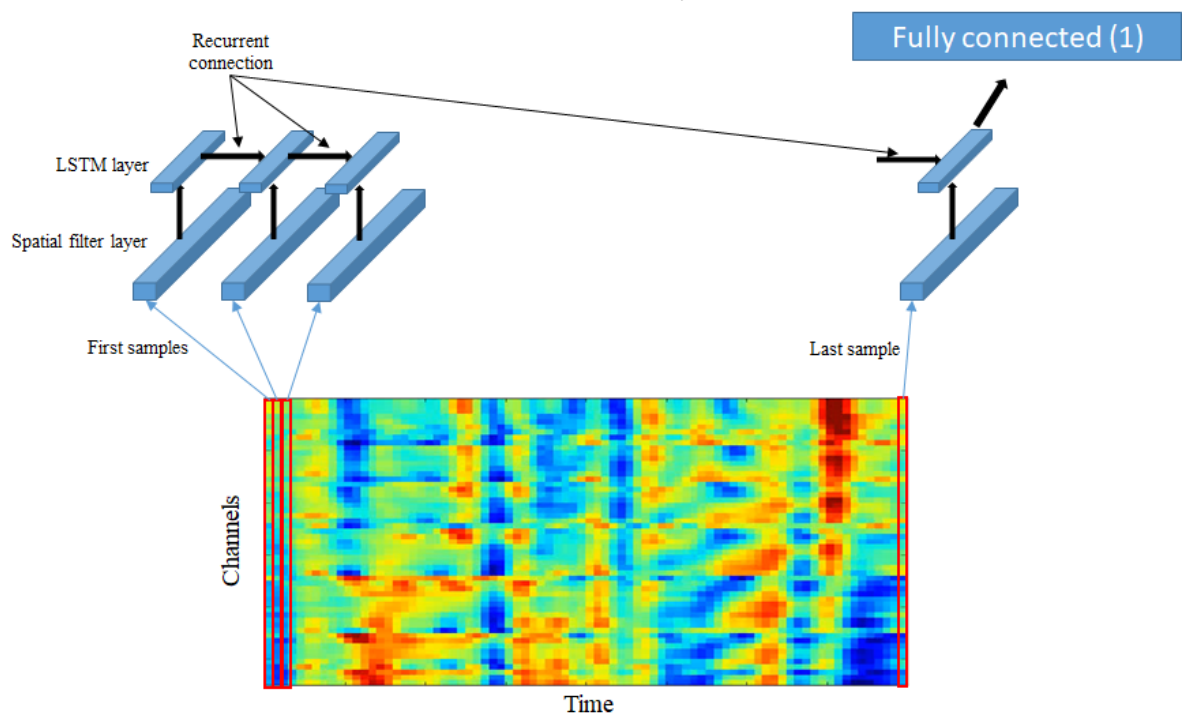 Fully connected (1)
Recurrent
connection
LSTM layer
Spatial filter layer
First samples
Last sample
Channels
Time